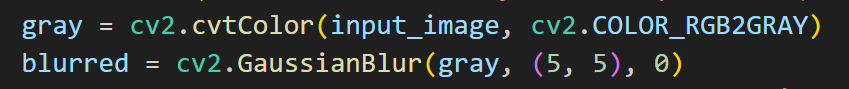 gray = cv2.cvtColor(input_image, cv2.COLOR_RGB2GRAY)
blurred = cv2.GaussianBlur(gray, (5, 5), 0)